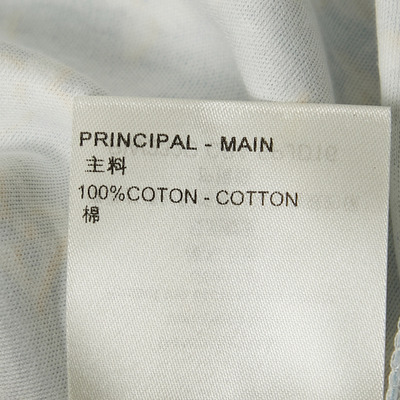 PRINCIPAL - MAIN
主料
100%COTON - COTTON
棉